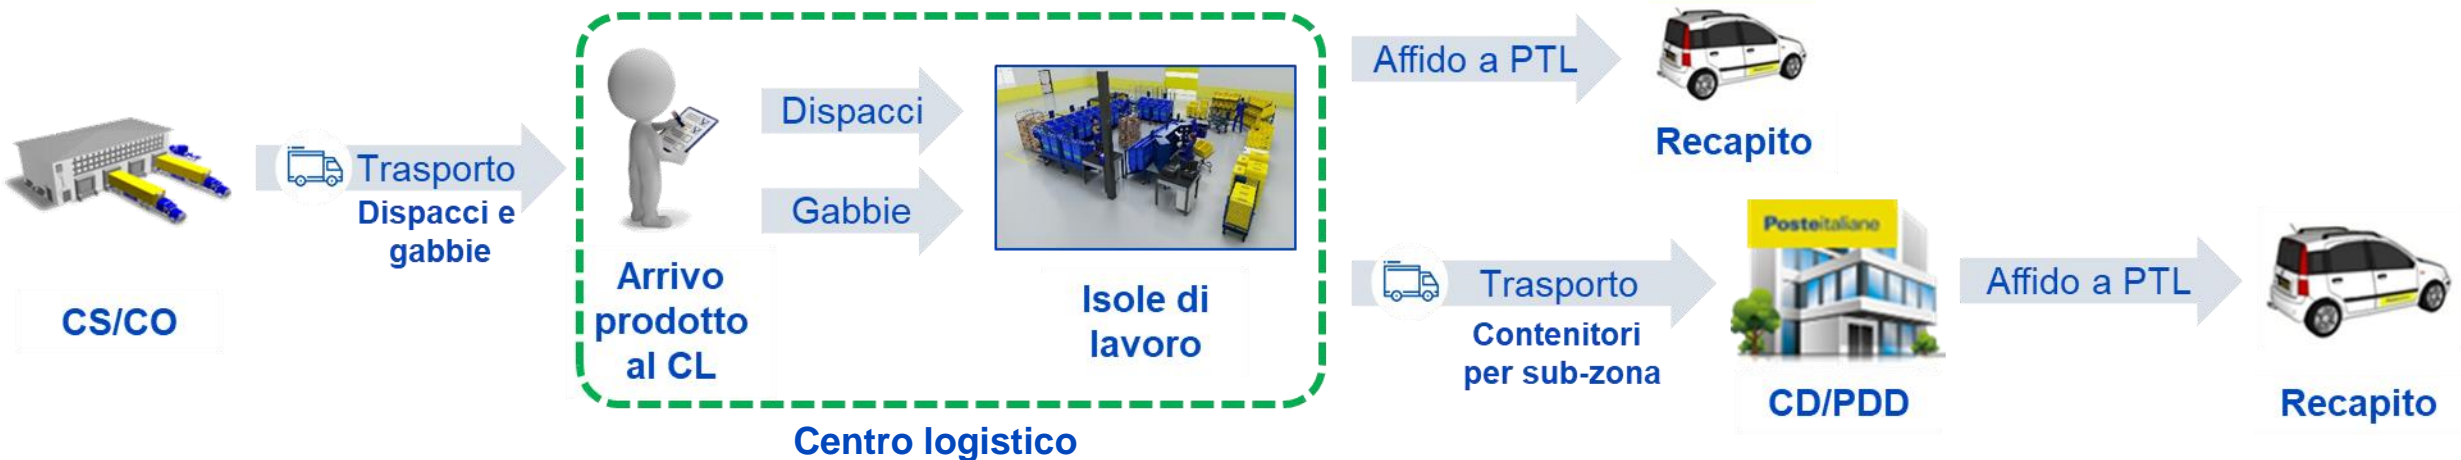 CS/CO
Trasporto
Dispacci e
gabbie
Arrivo
prodotto
al CL
Dispacci
Gabbie
Isole di
lavoro
Centro logistico
Affido a PTL
Recapito
Trasporto
Contenitori
per sub-zona
Posteitaliane
CD/PDD
Affido a PTL
Recapito